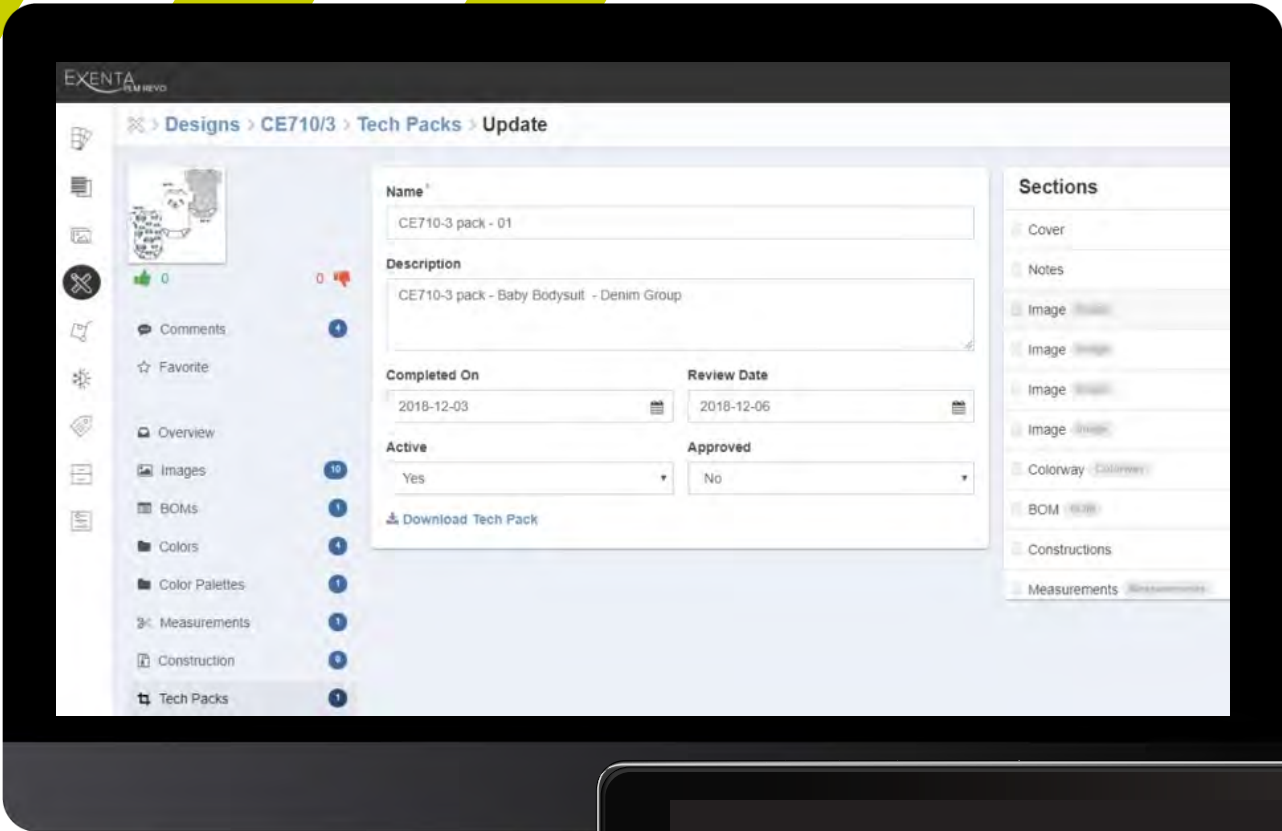 EXENTA
PLM REVO
> Designs > CE710/3 > Tech Packs > Update
0 0
Comments 4
Favorite
Overview
Images 10
BOMs 1
Colors 4
Color Palettes 1
Measurements 1
Construction 0
Tech Packs 1
Name*
CE710-3 pack - 01
Description
CE710-3 pack - Baby Bodysuit - Denim Group
Completed On Review Date
2018-12-03 2018-12-06
Active Approved
Yes No
Download Tech Pack
Sections
Cover
Notes
Image
Image
Image
Image
Colorway Colorway
BOM BOM
Constructions
Measurements Measurements